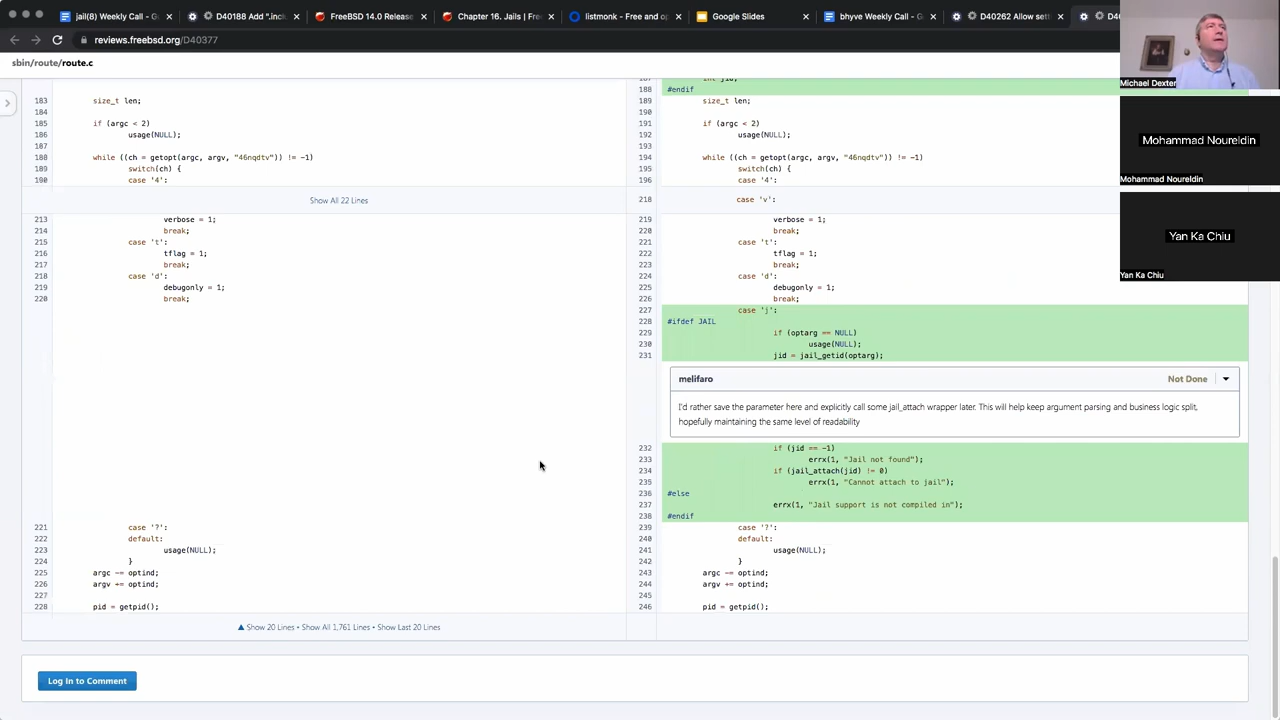 jail(8) Weekly Call - G
D40188 Add *.inclu
FreeBSD 14.0 Release
Chapter 16. Jails | Free
listmonk - Free and op
Google Slides
bhyve Weekly Call - G
D40262 Allow set
D40
reviews.freebsd.org/D40377
sbin/route/route.c
188 #endif
183 size_t len;
189 size_t len;
184
190
185 if (argc < 2)
191 if (argc < 2)
186 usage(NULL);
192 usage(NULL);
187
193
188 while ((ch = getopt(argc, argv, "46nqdtv")) != -1)
194 while ((ch = getopt(argc, argv, "46nqdtv")) != -1)
189 switch(ch) {
195 switch(ch) {
190 case '4':
196 case '4':
Show All 22 Lines
218 case 'v':
213 verbose = 1;
219 verbose = 1;
214 break;
220 break;
215 case 't':
221 case 't':
216 tflag = 1;
222 tflag = 1;
217 break;
223 break;
218 case 'd':
224 case 'd':
219 debugonly = 1;
225 debugonly = 1;
220 break;
226 break;
227 case 'j':
228 #ifdef JAIL
229 if (optarg == NULL)
230 usage(NULL);
231 jid = jail_getid(optarg);
melifaro
Not Done
I'd rather save the parameter here and explicitly call some jail_attach wrapper later. This will help keep argument parsing and business logic split,
hopefully maintaining the same level of readability
232 if (jid == -1)
233 errx(1, "Jail not found");
234 if (jail_attach(jid) != 0)
235 errx(1, "Cannot attach to jail");
236 #else
237 errx(1, "Jail support is not compiled in");
238 #endif
221 case '?':
239 case '?':
222 default:
240 default:
223 usage(NULL);
241 usage(NULL);
224 }
242 }
225 argc -= optind;
243 argc -= optind;
226 argv += optind;
244 argv += optind;
227
245
228 pid = getpid();
246 pid = getpid();
▲ Show 20 Lines • Show All 1,761 Lines • Show Last 20 Lines
Log In to Comment
Michael Dexter
Mohammad Noureldin
Mohammad Noureldin
Yan Ka Chiu
Yan Ka Chiu